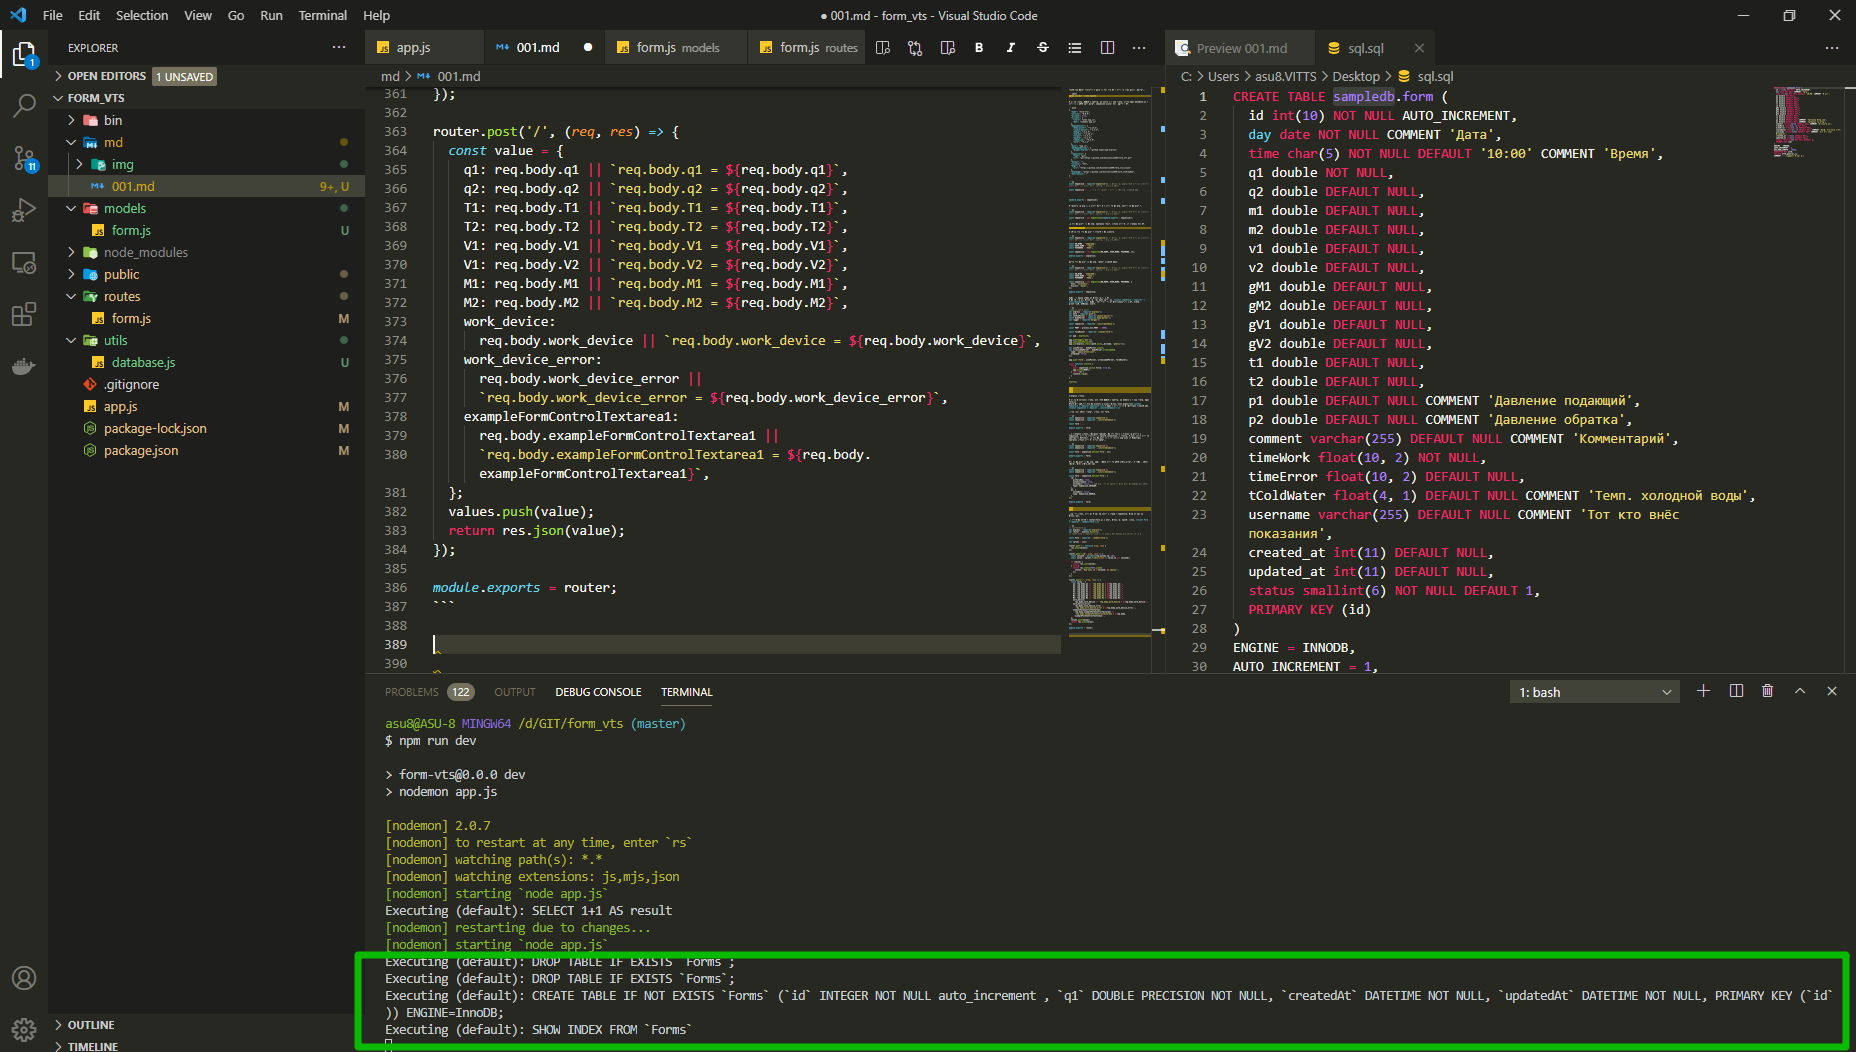 File Edit Selection View Go Run Terminal Help
● 001.md - form_vts - Visual Studio Code
EXPLORER
OPEN EDITORS 1 UNSAVED
FORM_VTS
bin
md
img
001.md 9+, U
models
form.js U
node_modules
public
routes
form.js M
utils
database.js U
.gitignore
app.js M
package-lock.json M
package.json M
OUTLINE
TIMELINE
1
11
app.js 001.md form.js models form.js routes
md > 001.md
361 });
362
363 router.post('/', (req, res) => {
364 const value = {
365 q1: req.body.q1 || `req.body.q1 = ${req.body.q1}`,
366 q2: req.body.q2 || `req.body.q2 = ${req.body.q2}`,
367 T1: req.body.T1 || `req.body.T1 = ${req.body.T1}`,
368 T2: req.body.T2 || `req.body.T2 = ${req.body.T2}`,
369 V1: req.body.V1 || `req.body.V1 = ${req.body.V1}`,
370 V1: req.body.V2 || `req.body.V2 = ${req.body.V2}`,
371 M1: req.body.M1 || `req.body.M1 = ${req.body.M1}`,
372 M2: req.body.M2 || `req.body.M2 = ${req.body.M2}`,
373 work_device:
374 req.body.work_device || `req.body.work_device = ${req.body.work_device}`,
375 work_device_error:
376 req.body.work_device_error ||
377 `req.body.work_device_error = ${req.body.work_device_error}`,
378 exampleFormControlTextarea1:
379 req.body.exampleFormControlTextarea1 ||
380 `req.body.exampleFormControlTextarea1 = ${req.body.
exampleFormControlTextarea1}`,
381 };
382 values.push(value);
383 return res.json(value);
384 });
385
386 module.exports = router;
387 ```
388
389
390
Preview 001.md sql.sql
C: > Users > asu8.VITTS > Desktop > sql.sql
1 CREATE TABLE sampledb.form (
2 id int(10) NOT NULL AUTO_INCREMENT,
3 day date NOT NULL COMMENT 'Дата',
4 time char(5) NOT NULL DEFAULT '10:00' COMMENT 'Время',
5 q1 double NOT NULL,
6 q2 double DEFAULT NULL,
7 m1 double DEFAULT NULL,
8 m2 double DEFAULT NULL,
9 v1 double DEFAULT NULL,
10 v2 double DEFAULT NULL,
11 gM1 double DEFAULT NULL,
12 gM2 double DEFAULT NULL,
13 gV1 double DEFAULT NULL,
14 gV2 double DEFAULT NULL,
15 t1 double DEFAULT NULL,
16 t2 double DEFAULT NULL,
17 p1 double DEFAULT NULL COMMENT 'Давление подающий',
18 p2 double DEFAULT NULL COMMENT 'Давление обратка',
19 comment varchar(255) DEFAULT NULL COMMENT 'Комментарий',
20 timeWork float(10, 2) NOT NULL,
21 timeError float(10, 2) DEFAULT NULL,
22 tColdWater float(4, 1) DEFAULT NULL COMMENT 'Темп. холодной воды',
23 username varchar(255) DEFAULT NULL COMMENT 'Тот кто внёс
показания',
24 created_at int(11) DEFAULT NULL,
25 updated_at int(11) DEFAULT NULL,
26 status smallint(6) NOT NULL DEFAULT 1,
27 PRIMARY KEY (id)
28 )
29 ENGINE = INNODB,
30 AUTO_INCREMENT = 1,
PROBLEMS 122 OUTPUT DEBUG CONSOLE TERMINAL
1: bash
asu8@ASU-8 MINGW64 /d/GIT/form_vts (master)
$ npm run dev
> form-vts@0.0.0 dev
> nodemon app.js
[nodemon] 2.0.7
[nodemon] to restart at any time, enter `rs`
[nodemon] watching path(s): *.*
[nodemon] watching extensions: js,mjs,json
[nodemon] starting `node app.js`
Executing (default): SELECT 1+1 AS result
[nodemon] restarting due to changes...
[nodemon] starting `node app.js`
Executing (default): DROP TABLE IF EXISTS `Forms`;
Executing (default): DROP TABLE IF EXISTS `Forms`;
Executing (default): CREATE TABLE IF NOT EXISTS `Forms` (`id` INTEGER NOT NULL auto_increment , `q1` DOUBLE PRECISION NOT NULL, `createdAt` DATETIME NOT NULL, `updatedAt` DATETIME NOT NULL, PRIMARY KEY (`id`
)) ENGINE=InnoDB;
Executing (default): SHOW INDEX FROM `Forms`